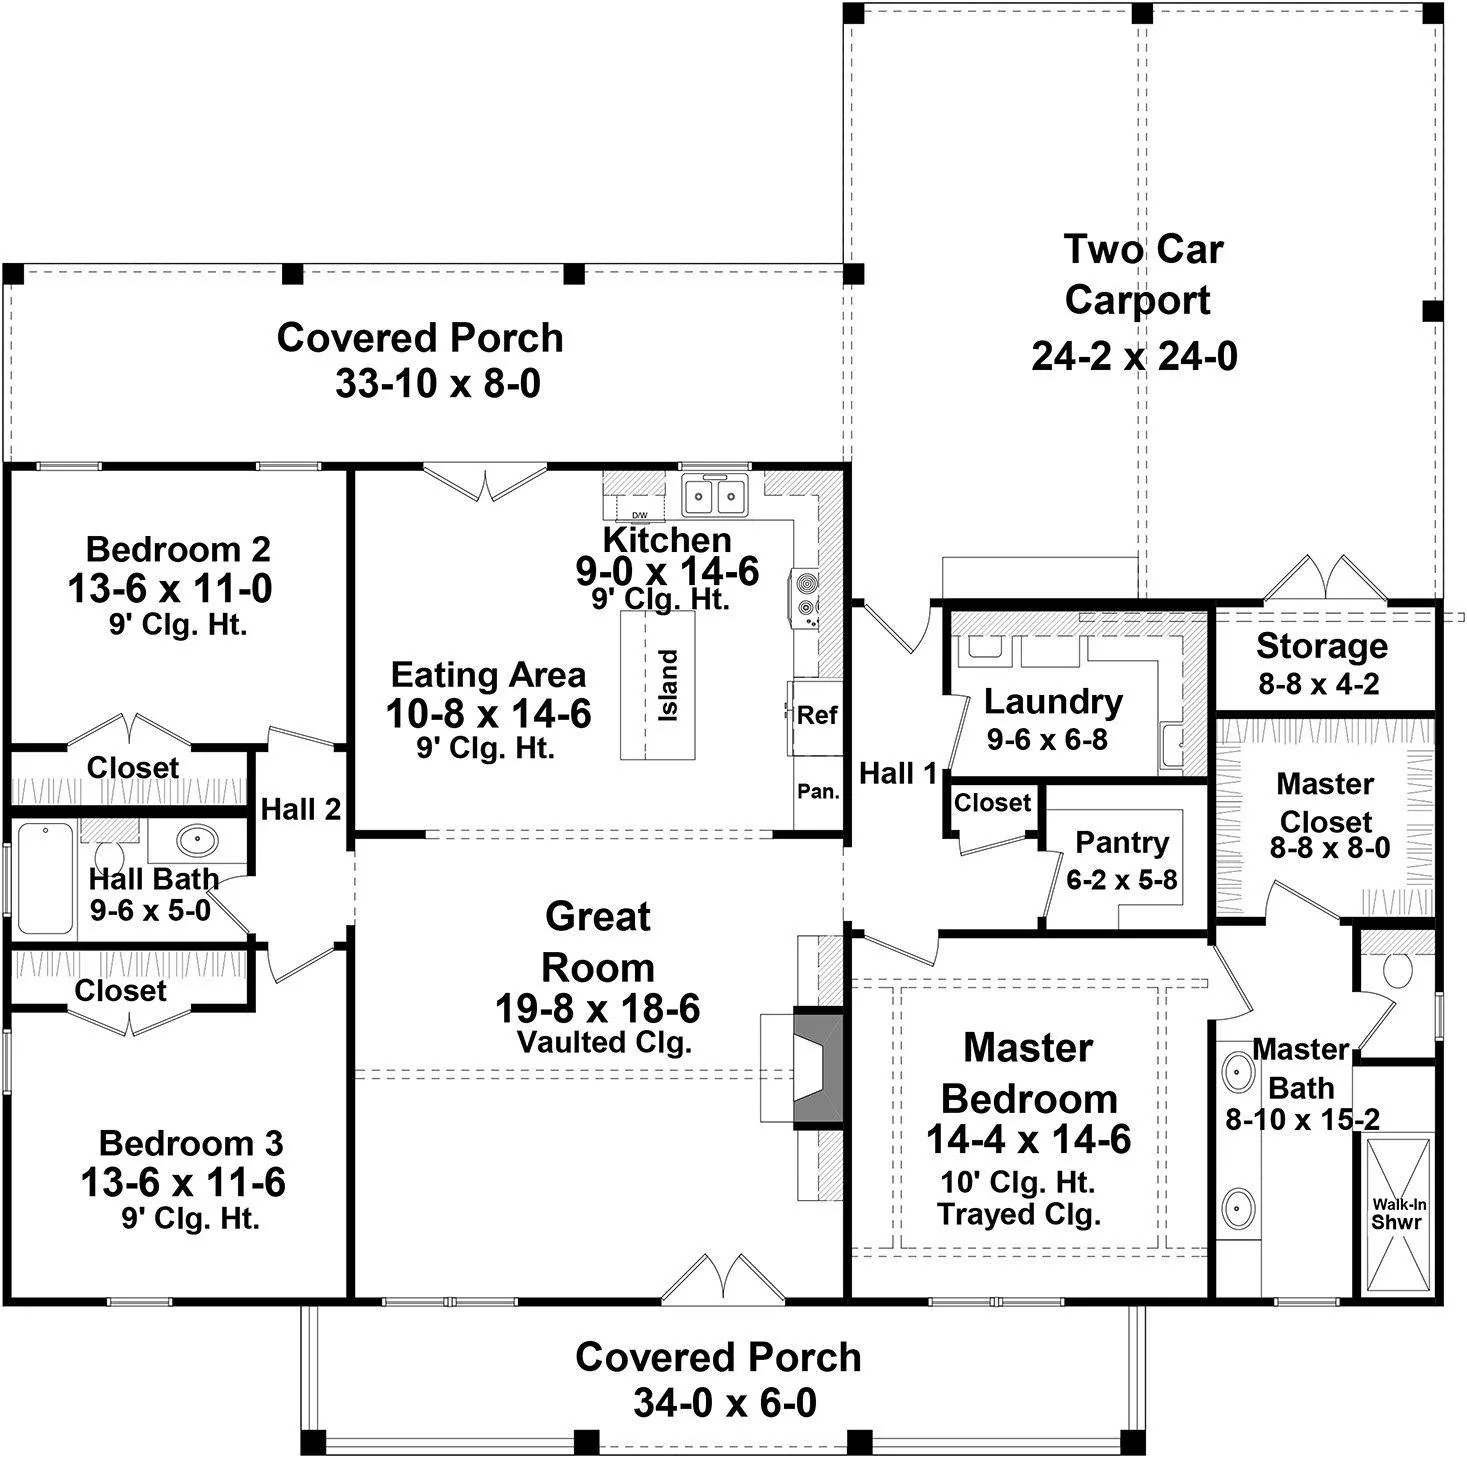 Two Car
Carport
24-2 x 24-0
Covered Porch
33-10 x 8-0
Bedroom 2
13-6 x 11-0
9' Clg. Ht.
D/W
Kitchen
9-0 x 14-6
9' Clg. Ht.
Eating Area
10-8 x 14-6
9' Clg. Ht.
Island
Ref
Pan.
Laundry
9-6 x 6-8
Storage
8-8 x 4-2
Closet
Hall 2
Hall 1
Closet
Pantry
6-2 x 5-8
Master
Closet
8-8 x 8-0
Hall Bath
9-6 x 5-0
Closet
Great
Room
19-8 x 18-6
Vaulted Clg.
Master
Bedroom
14-4 x 14-6
10' Clg. Ht.
Trayed Clg.
Master
Bath
8-10 x 15-2
Walk-In
Shwr
Bedroom 3
13-6 x 11-6
9' Clg. Ht.
Covered Porch
34-0 x 6-0